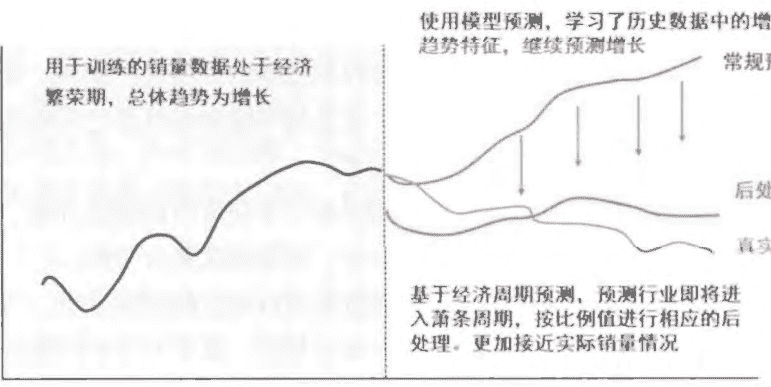 使用模型预测，学习了历史数据中的增
趋势特征，继续预测增长
常规预
用于训练的销量数据处于经济
繁荣期，总体趋势为增长
后处
真实
基于经济周期预测，预测行业即将进
入萧条周期，按比例值进行相应的后
处理。更加接近实际销量情况